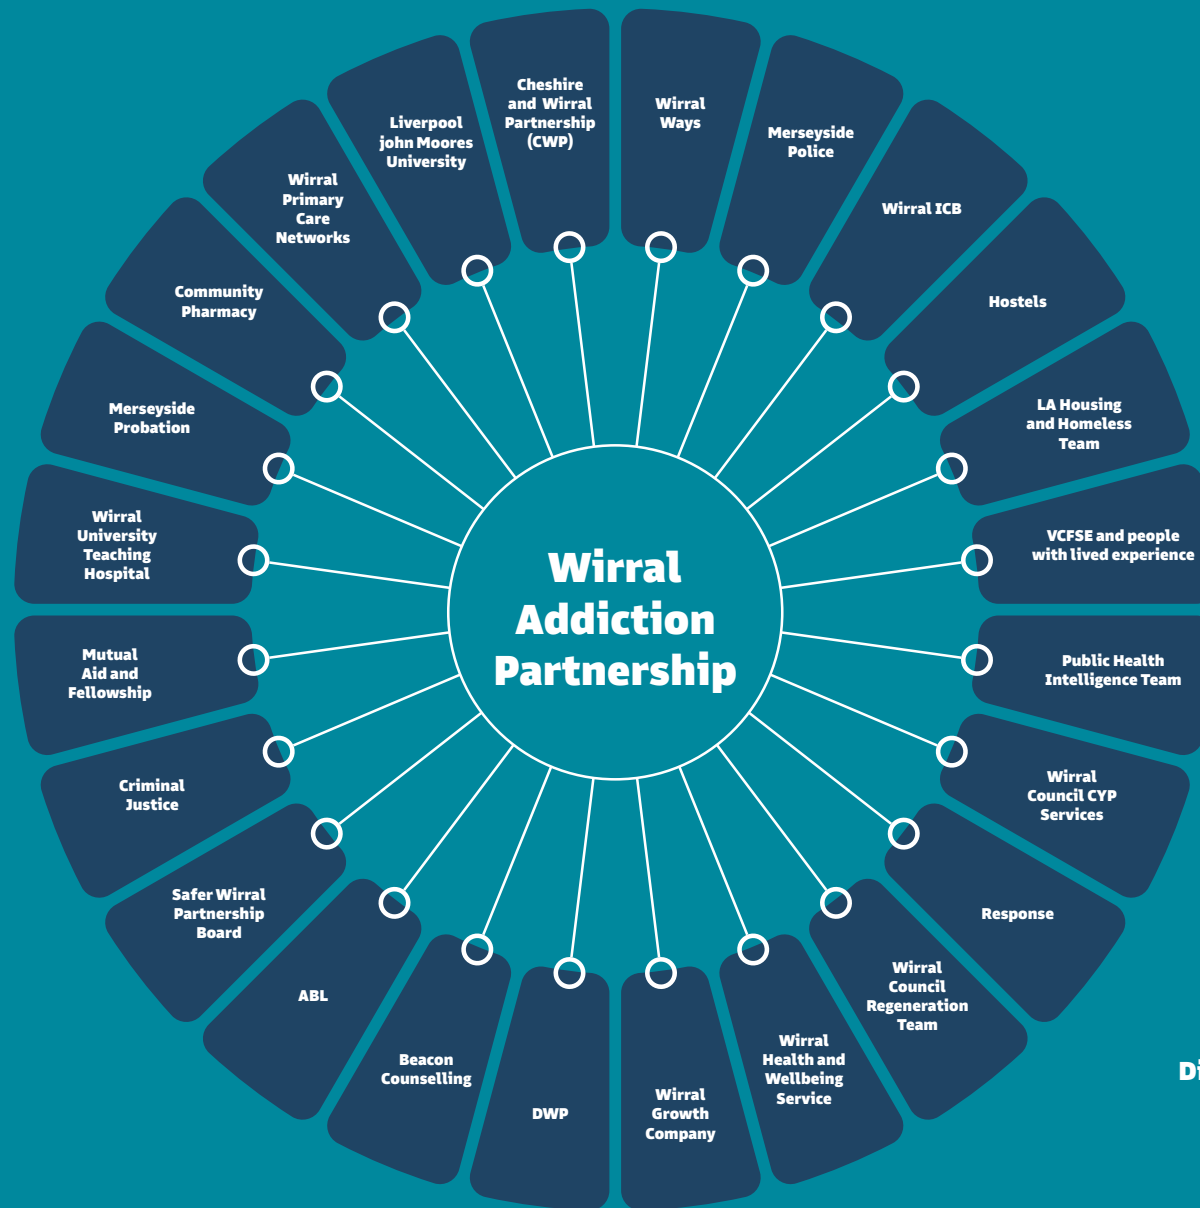 Wirral
Addiction
Partnership
Wirral
Ways
Merseyside
Police
Wirral ICB
Hostels
LA Housing
and Homeless
Team
VCFSE and people
with lived experience
Public Health
Intelligence Team
Wirral
Council CYP
Services
Response
Wirral
Council
Regeneration
Team
Wirral
Health and
Wellbeing
Service
Wirral
Growth
Company
DWP
Beacon
Counselling
ABL
Safer Wirral
Partnership
Board
Criminal
Justice
Mutual
Aid and
Fellowship
Wirral
University
Teaching
Hospital
Merseyside
Probation
Community
Pharmacy
Wirral
Primary
Care
Networks
Liverpool
john Moores
University
Cheshire
and Wirral
Partnership
(CWP)